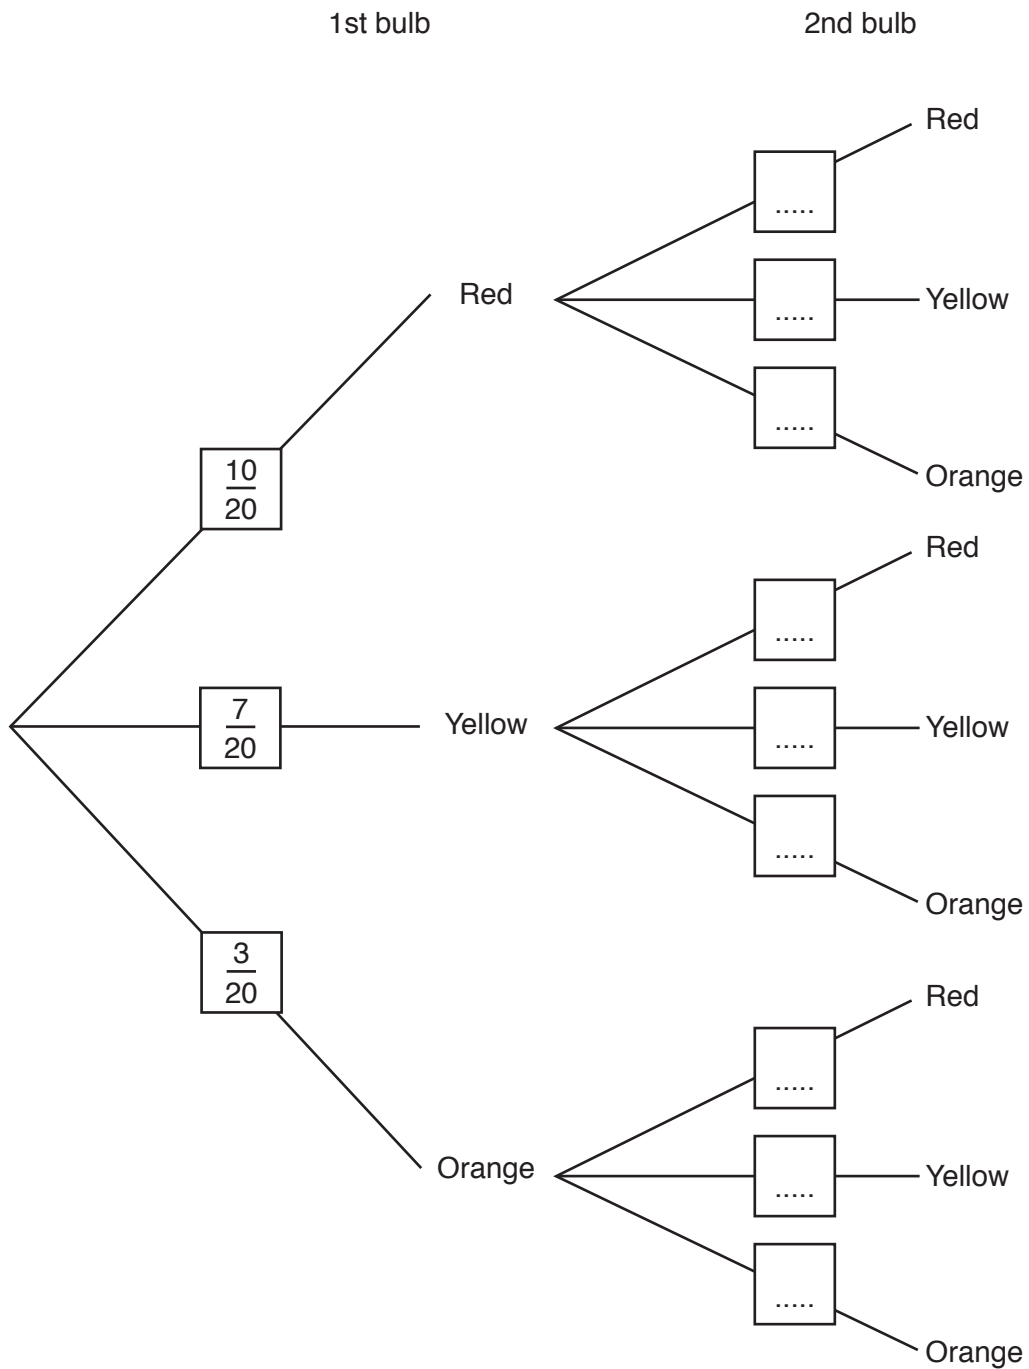 1st bulb 2nd bulb
Red
.....
Red
.....
Yellow
.....
Orange
10
20
Red
.....
7
20
Yellow
.....
Yellow
.....
Orange
3
20
Red
.....
Orange
.....
Yellow
.....
Orange